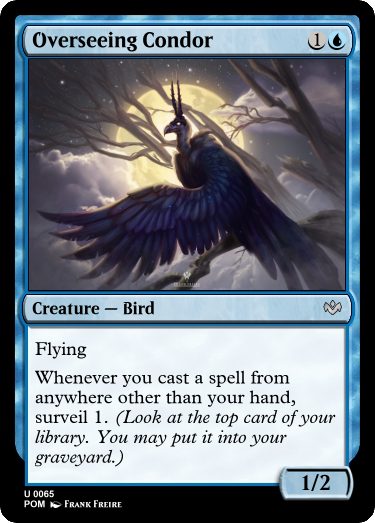 Overseeing Condor 1
Creature — Bird
Flying
Whenever you cast a spell from
anywhere other than your hand,
surveil 1. (Look at the top card of your
library. You may put it into your
graveyard.)
1/2
U 0065
POM Frank Freire